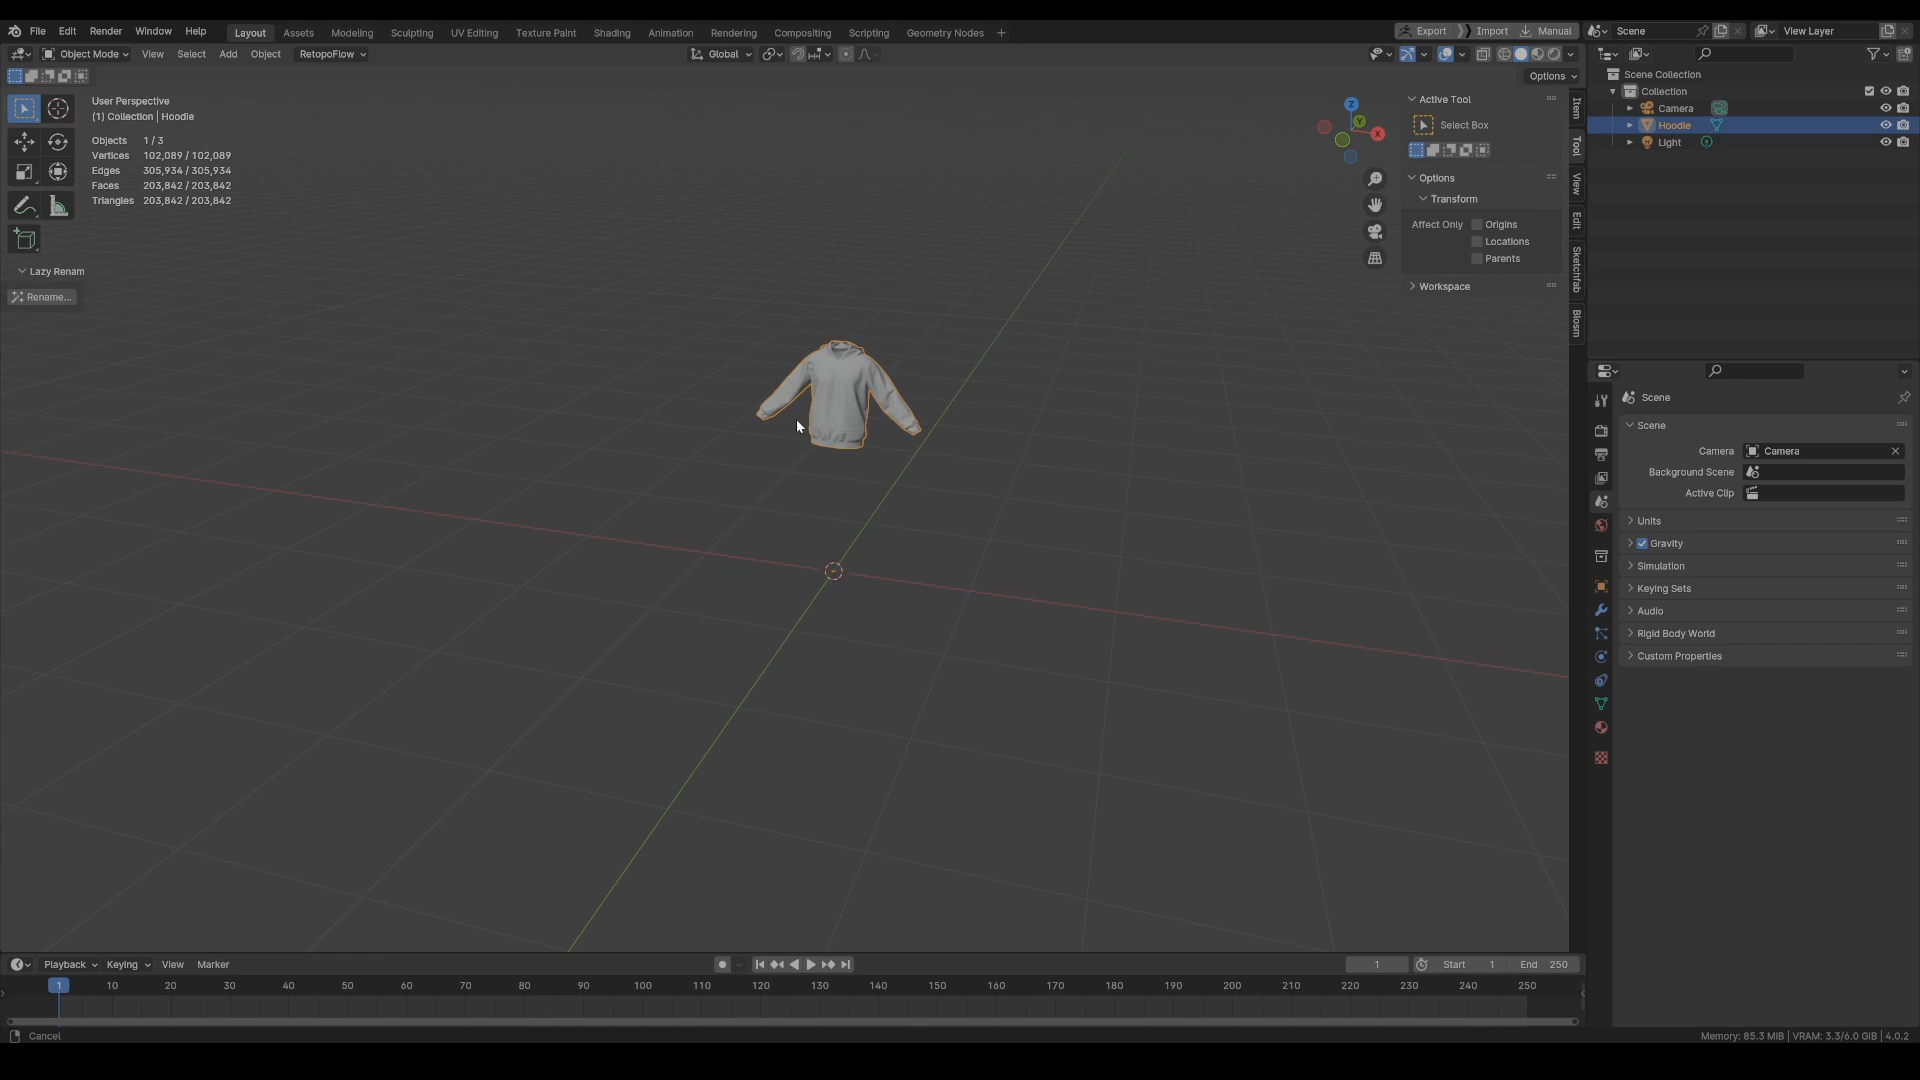 File Edit Render Window Help Layout Assets Modeling Sculpting UV Editing Texture Paint Shading Animation Rendering Compositing Scripting Geometry Nodes + Export Import Manual Scene View Layer
Object Mode View Select Add Object RetopoFlow Global
Options
User Perspective
(1) Collection | Hoodie
Objects 1 / 3
Vertices 102,089 / 102,089
Edges 305,934 / 305,934
Faces 203,842 / 203,842
Triangles 203,842 / 203,842
Lazy Renam
Rename...
Z
Y
X
Active Tool
Select Box
Options
Transform
Affect Only Origins
Locations
Parents
Workspace
Item
Tool
View
Edit
Sketchfab
Blosm
Scene Collection
Collection
Camera
Hoodie
Light
Scene
Scene
Camera Camera
Background Scene
Active Clip
Units
Gravity
Simulation
Keying Sets
Audio
Rigid Body World
Custom Properties
Playback Keying View Marker 1 Start 1 End 250
1 10 20 30 40 50 60 70 80 90 100 110 120 130 140 150 160 170 180 190 200 210 220 230 240 250
Cancel Memory: 85.3 MiB | VRAM: 3.3/6.0 GiB | 4.0.2